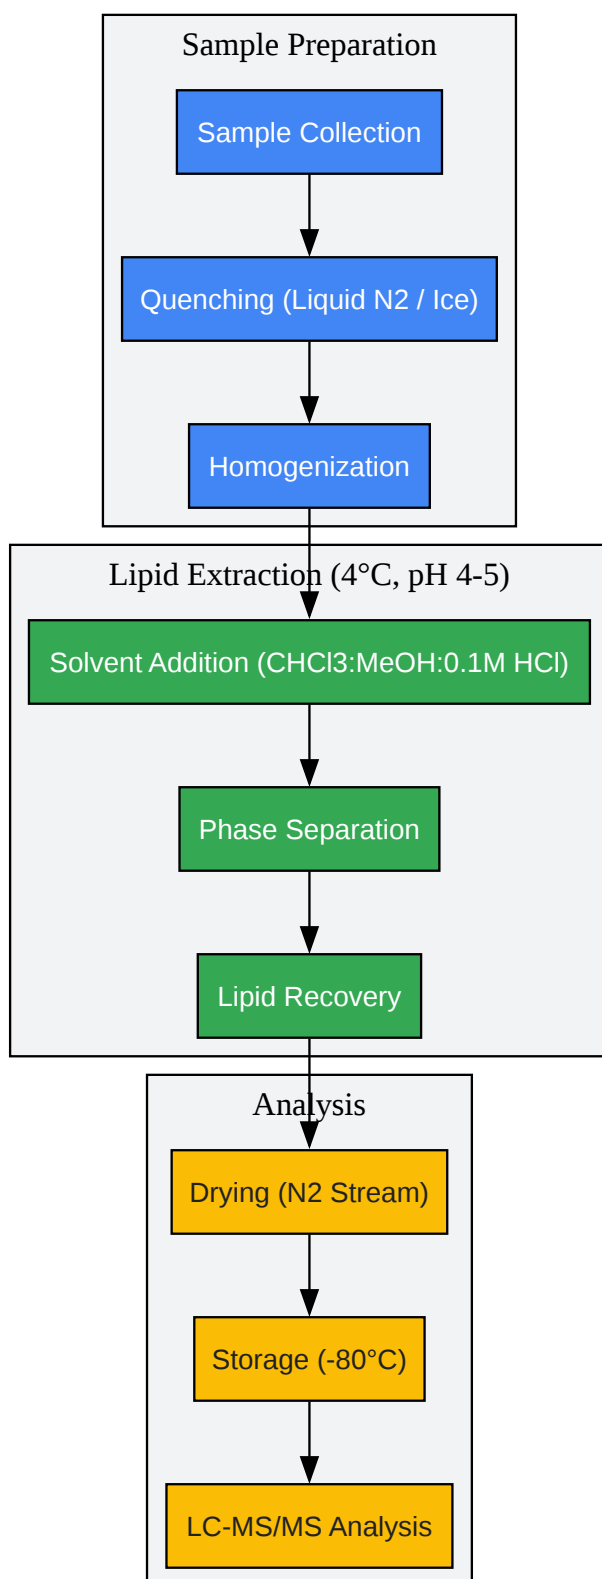 Sample Preparation
Sample Collection
Quenching (Liquid N2 / Ice)
Homogenization
Lipid Extraction (4°C, pH 4-5)
Solvent Addition (CHCl3:MeOH:0.1M HCl)
Phase Separation
Lipid Recovery
Analysis
Drying (N2 Stream)
Storage (-80°C)
LC-MS/MS Analysis